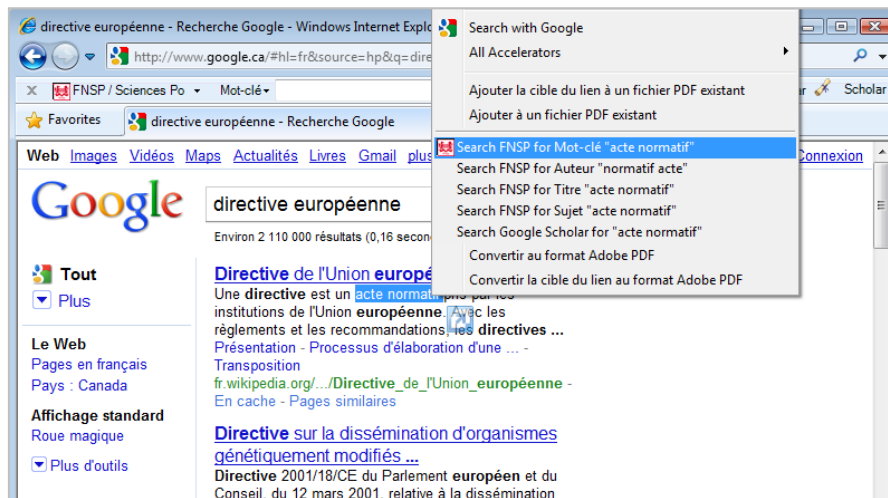 directive européenne - Recherche Google - Windows Internet Explo
http://www.google.ca/#hl=fr&source=hp&q=dire
X FNSP / Sciences Po Mot-clé Scholar
Favorites directive européenne - Recherche Google
Search with Google
All Accelerators
Ajouter la cible du lien à un fichier PDF existant
Ajouter à un fichier PDF existant
Search FNSP for Mot-clé "acte normatif"
Search FNSP for Auteur "normatif acte"
Search FNSP for Titre "acte normatif"
Search FNSP for Sujet "acte normatif"
Search Google Scholar for "acte normatif"
Convertir au format Adobe PDF
Convertir la cible du lien au format Adobe PDF
Web Images Vidéos Maps Actualités Livres Gmail plus Connexion
Google
directive européenne
Environ 2 110 000 résultats (0,16 secon
Tout
Plus
Le Web
Pages en français
Pays : Canada
Affichage standard
Roue magique
Plus d'outils
Directive de l'Union europé
Une directive est un acte normatif pris par les
institutions de l'Union européenne. Avec les
règlements et les recommandations, les directives ...
Présentation - Processus d'élaboration d'une ... -
Transposition
fr.wikipedia.org/.../Directive_de_l'Union_européenne -
En cache - Pages similaires
Directive sur la dissémination d'organismes
génétiquement modifiés ...
Directive 2001/18/CE du Parlement européen et du
Conseil, du 12 mars 2001, relative à la dissémination